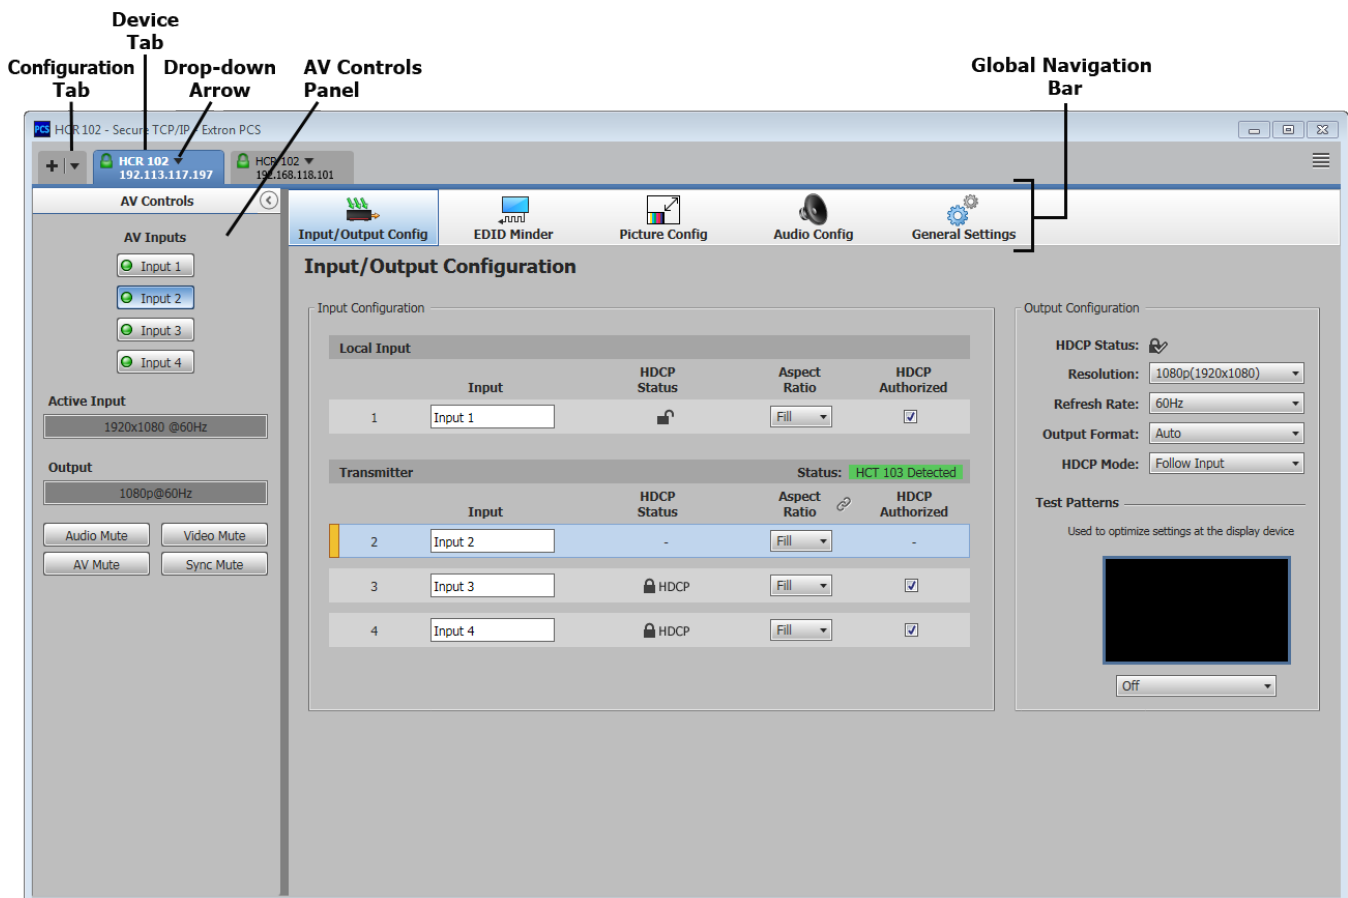 Device
Tab
Configuration
Tab
Drop-down
Arrow
AV Controls
Panel
Global Navigation
Bar
PCS HCR 102 - Secure TCP/IP - Extron PCS
HCR 102
192.113.117.197
HCR 102
192.168.118.101
AV Controls
Input/Output Config
EDID Minder
Picture Config
Audio Config
General Settings
AV Inputs
Input 1
Input 2
Input 3
Input 4
Active Input
1920x1080 @60Hz
Output
1080p@60Hz
Audio Mute
Video Mute
AV Mute
Sync Mute
Input/Output Configuration
Input Configuration
Local Input
Input
HDCP
Status
Aspect
Ratio
HDCP
Authorized
1 Input 1 Fill
Transmitter
Status: HCT 103 Detected
Input
HDCP
Status
Aspect
Ratio
HDCP
Authorized
2 Input 2 - Fill -
3 Input 3 HDCP Fill
4 Input 4 HDCP Fill
Output Configuration
HDCP Status:
Resolution: 1080p(1920x1080)
Refresh Rate: 60Hz
Output Format: Auto
HDCP Mode: Follow Input
Test Patterns
Used to optimize settings at the display device
Off